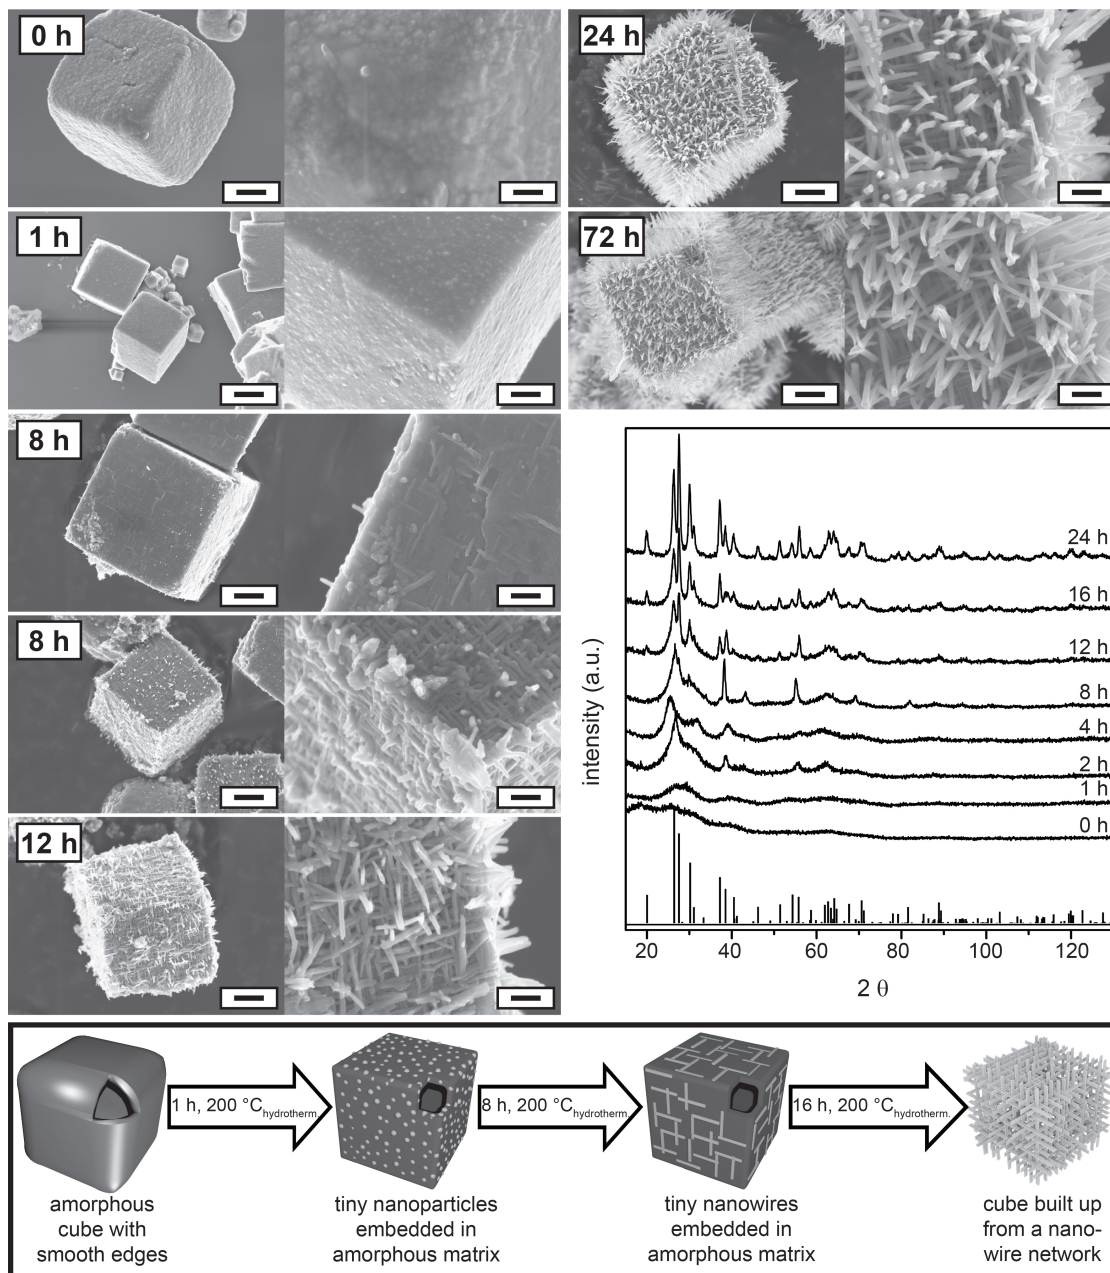 0 h
24 h
1 h
72 h
8 h
8 h
12 h
intensity (a.u.)
24 h
16 h
12 h
8 h
4 h
2 h
1 h
0 h
20 40 60 80 100 120
2 θ
1 h, 200 °Chydrotherm.
8 h, 200 °Chydrotherm.
16 h, 200 °Chydrotherm.
amorphous
cube with
smooth edges
tiny nanoparticles
embedded in
amorphous matrix
tiny nanowires
embedded in
amorphous matrix
cube built up
from a nano-
wire network